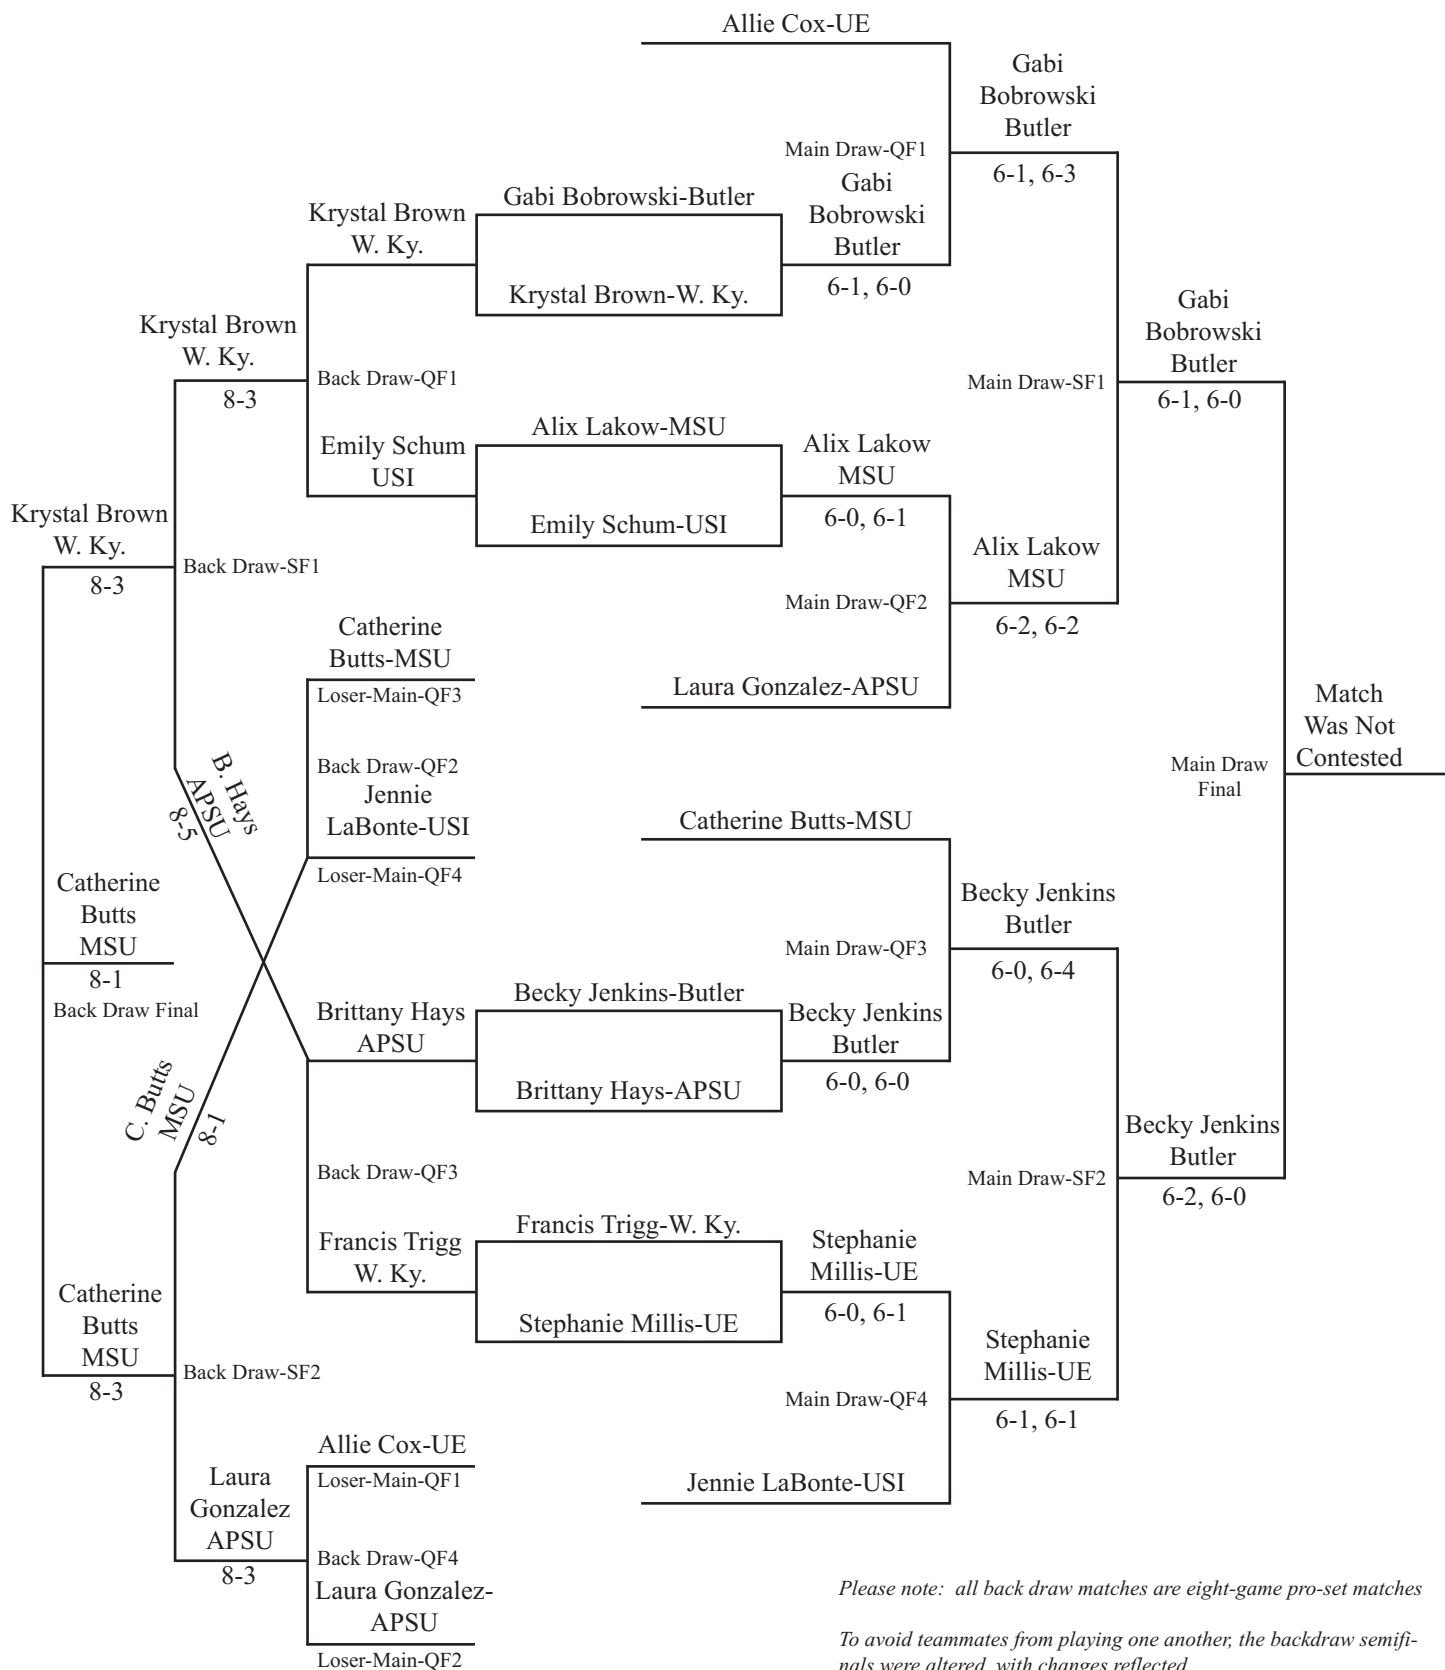 Allie Cox-UE
Gabi
Bobrowski
Butler
Main Draw-QF1
6-1, 6-3
Gabi
Bobrowski
Butler
6-1, 6-0
Gabi Bobrowski-Butler
Krystal Brown
W. Ky.
Krystal Brown-W. Ky.
Krystal Brown
W. Ky.
8-3
Back Draw-QF1
Gabi
Bobrowski
Butler
6-1, 6-0
Main Draw-SF1
Alix Lakow-MSU
Emily Schum
USI
Emily Schum-USI
Alix Lakow
MSU
6-0, 6-1
Krystal Brown
W. Ky.
8-3
Back Draw-SF1
Alix Lakow
MSU
6-2, 6-2
Main Draw-QF2
Catherine
Butts-MSU
Loser-Main-QF3
Laura Gonzalez-APSU
Back Draw-QF2
Jennie
LaBonte-USI
Loser-Main-QF4
B. Hays
APSU
8-5
Match
Was Not
Contested
Main Draw
Final
Catherine Butts-MSU
Catherine
Butts
MSU
8-1
Back Draw Final
Becky Jenkins
Butler
6-0, 6-4
Main Draw-QF3
Becky Jenkins-Butler
Brittany Hays
APSU
Brittany Hays-APSU
Becky Jenkins
Butler
6-0, 6-0
C. Butts
MSU
8-1
Back Draw-QF3
Becky Jenkins
Butler
6-2, 6-0
Main Draw-SF2
Francis Trigg-W. Ky.
Francis Trigg
W. Ky.
Stephanie Millis-UE
Stephanie
Millis-UE
6-0, 6-1
Catherine
Butts
MSU
8-3
Back Draw-SF2
Stephanie
Millis-UE
6-1, 6-1
Main Draw-QF4
Allie Cox-UE
Loser-Main-QF1
Jennie LaBonte-USI
Laura
Gonzalez
APSU
8-3
Back Draw-QF4
Laura Gonzalez-
APSU
Loser-Main-QF2
Please note: all back draw matches are eight-game pro-set matches
To avoid teammates from playing one another, the backdraw semifi-
nals were altered, with changes reflected